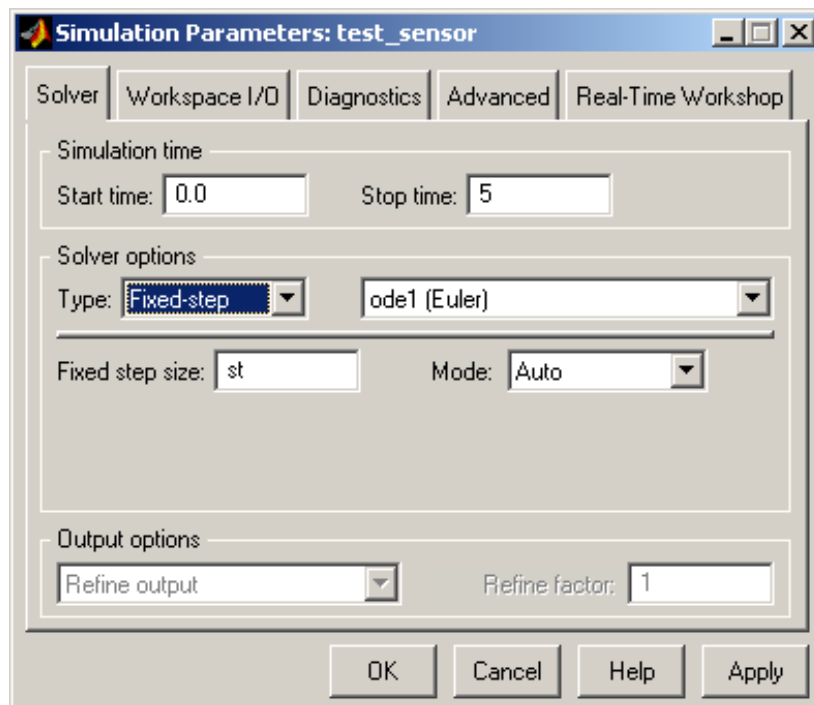 Simulation Parameters: test_sensor
Solver Workspace I/O Diagnostics Advanced Real-Time Workshop
Simulation time
Start time: 0.0 Stop time: 5
Solver options
Type: Fixed-step ode1 (Euler)
Fixed step size: st Mode: Auto
Output options
Refine output Refine factor: 1
OK Cancel Help Apply